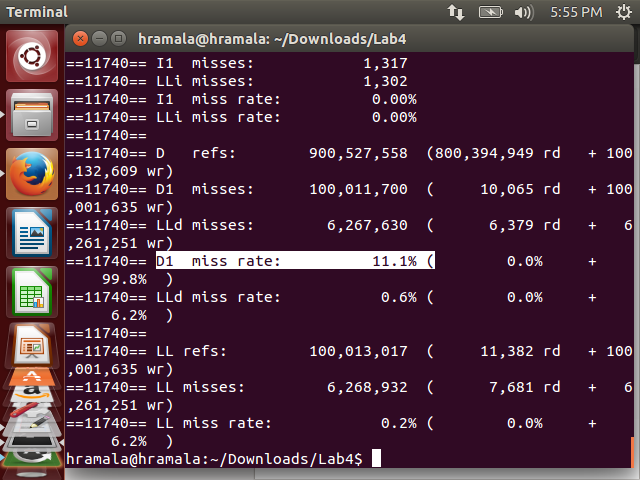 Terminal
5:55 PM
hramala@hramala: ~/Downloads/Lab4
==11740== I1  misses:            1,317
==11740== LLi misses:            1,302
==11740== I1  miss rate:          0.00%
==11740== LLi miss rate:          0.00%
==11740==
==11740== D   refs:        900,527,558  (800,394,949 rd   + 100
,132,609 wr)
==11740== D1  misses:      100,011,700  (     10,065 rd   + 100
,001,635 wr)
==11740== LLd misses:        6,267,630  (      6,379 rd   +   6
,261,251 wr)
==11740== D1  miss rate:          11.1% (        0.0%     +
    99.8%  )
==11740== LLd miss rate:           0.6% (        0.0%     +
     6.2%  )
==11740==
==11740== LL refs:         100,013,017  (     11,382 rd   + 100
,001,635 wr)
==11740== LL misses:         6,268,932  (      7,681 rd   +   6
,261,251 wr)
==11740== LL miss rate:            0.2% (        0.0%     +
     6.2%  )
hramala@hramala:~/Downloads/Lab4$